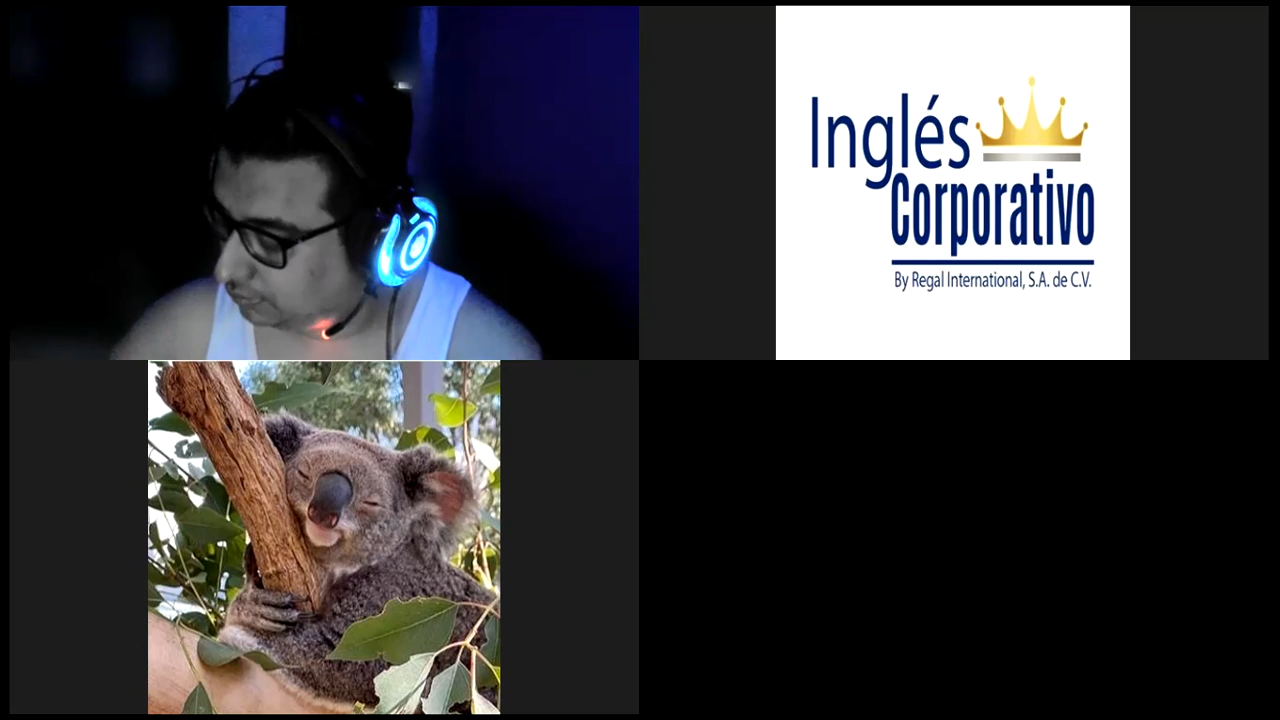 Inglés
Corporativo
By Regal International, S.A. de C.V.